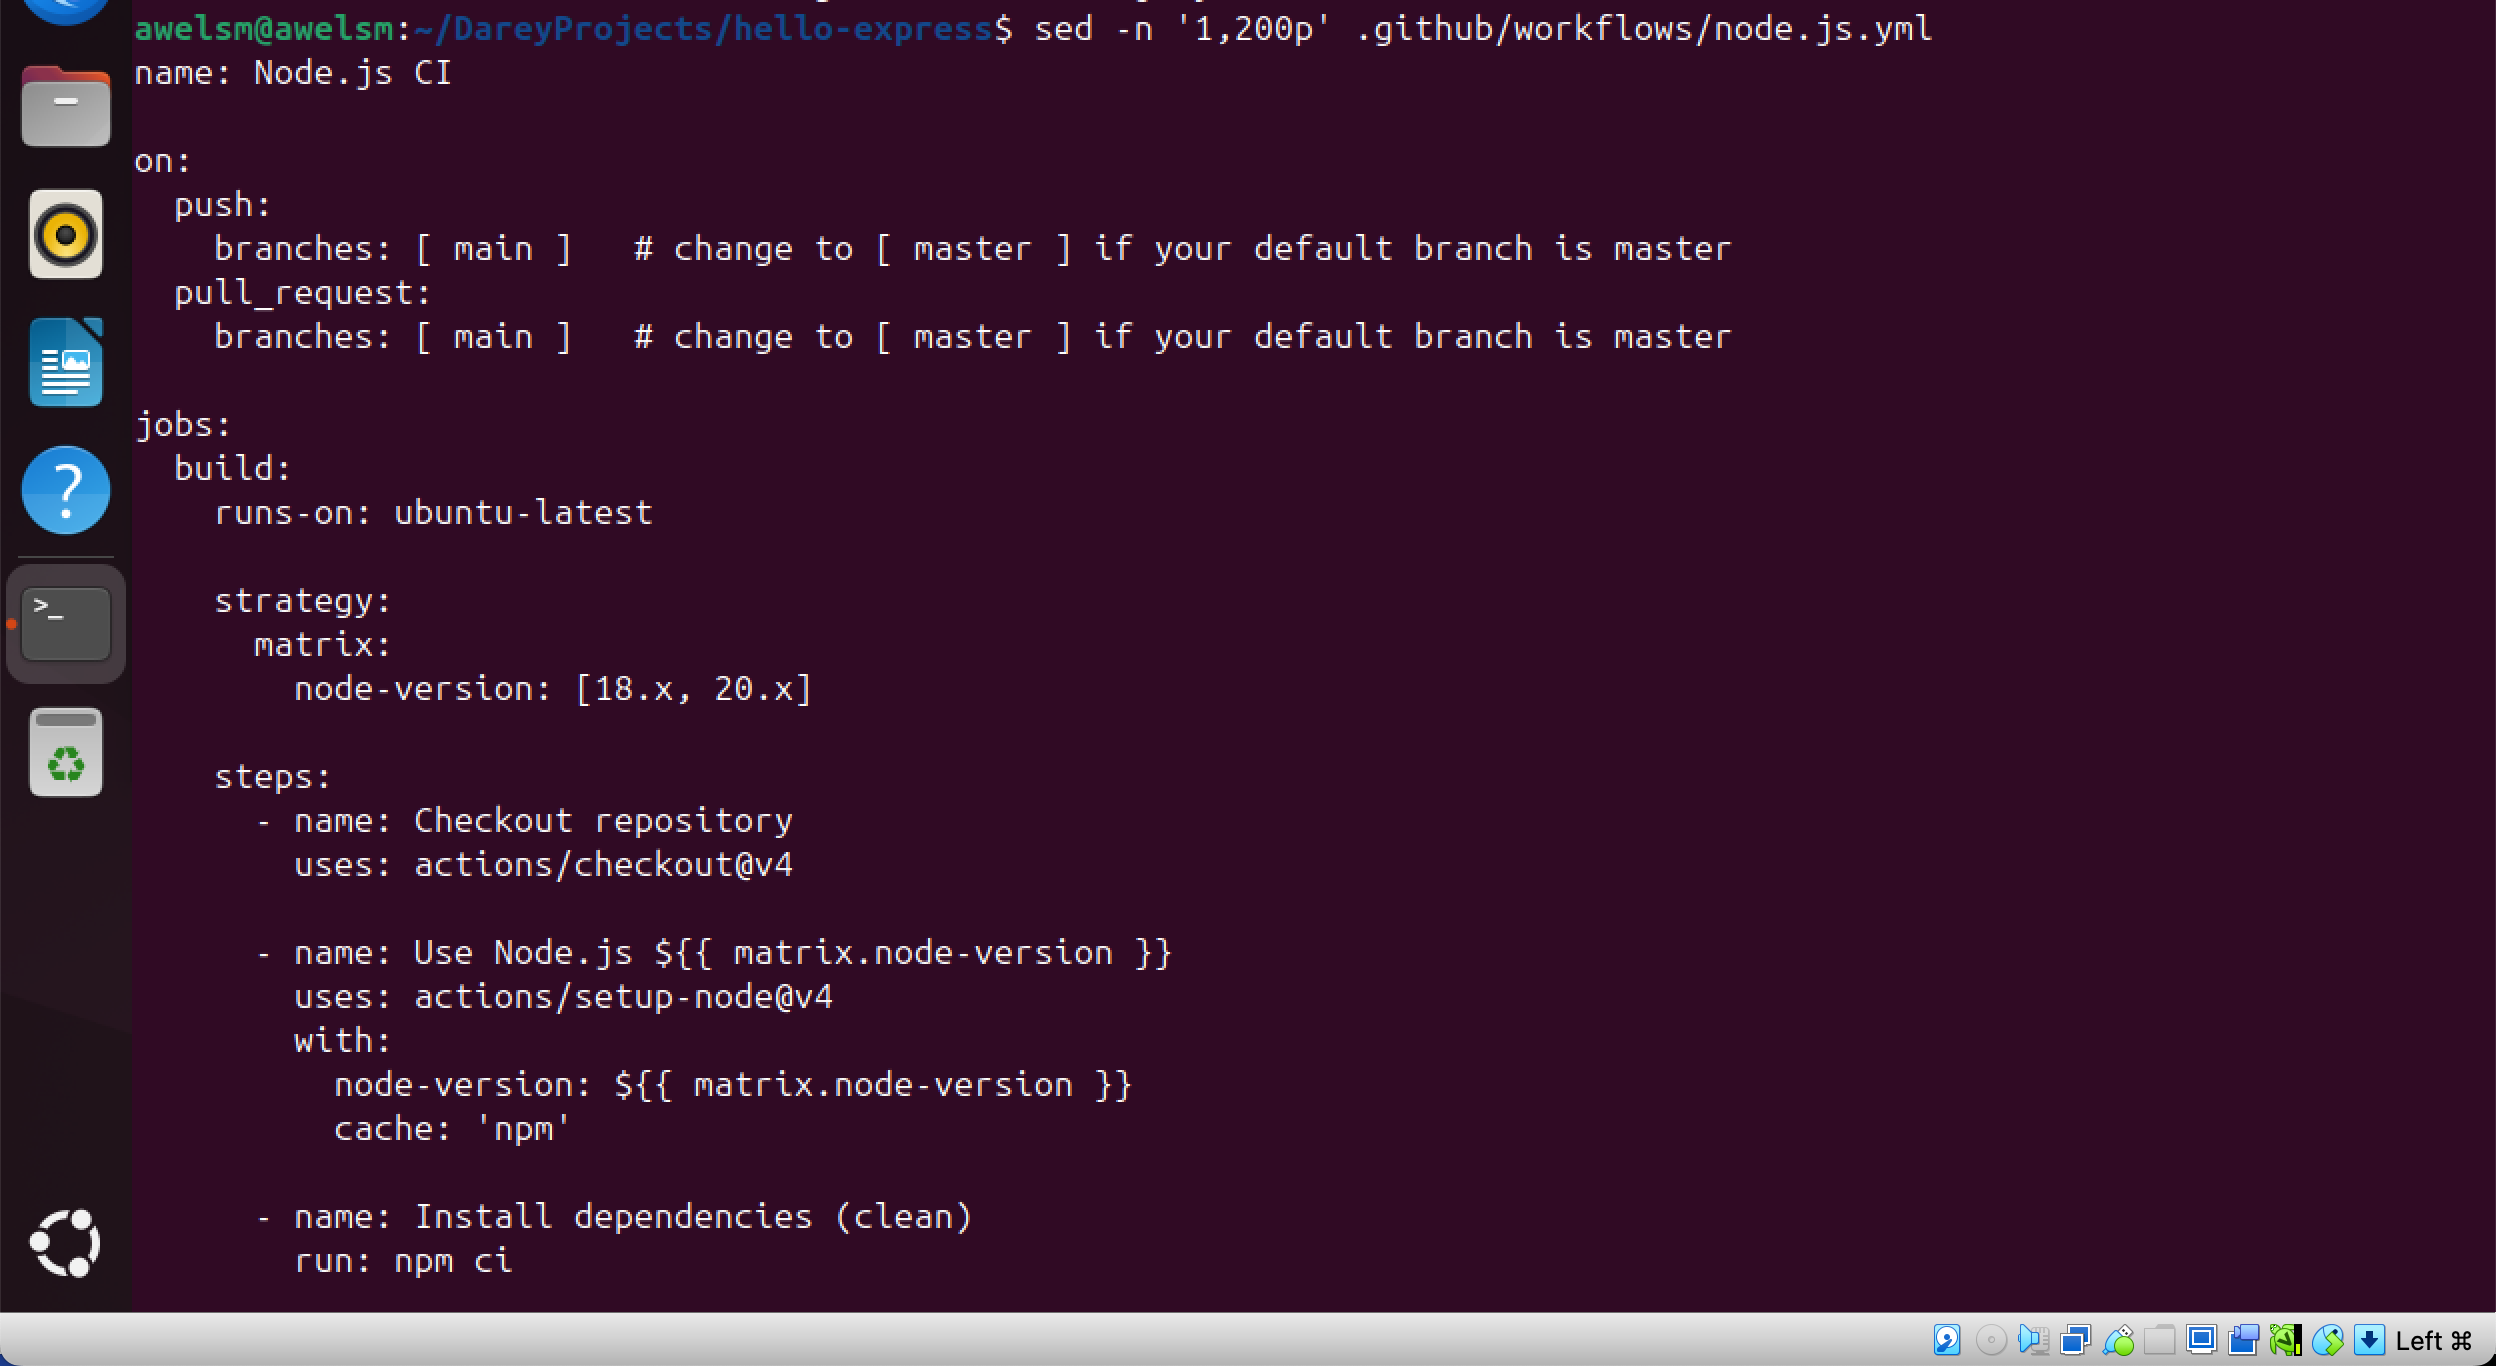 awelsm@awelsm:~/DareyProjects/hello-express$ sed -n '1,200p' .github/workflows/node.js.yml
name: Node.js CI

on:
  push:
    branches: [ main ]   # change to [ master ] if your default branch is master
  pull_request:
    branches: [ main ]   # change to [ master ] if your default branch is master

jobs:
  build:
    runs-on: ubuntu-latest

    strategy:
      matrix:
        node-version: [18.x, 20.x]

    steps:
      - name: Checkout repository
        uses: actions/checkout@v4

      - name: Use Node.js ${{ matrix.node-version }}
        uses: actions/setup-node@v4
        with:
          node-version: ${{ matrix.node-version }}
          cache: 'npm'

      - name: Install dependencies (clean)
        run: npm ci
Left ⌘